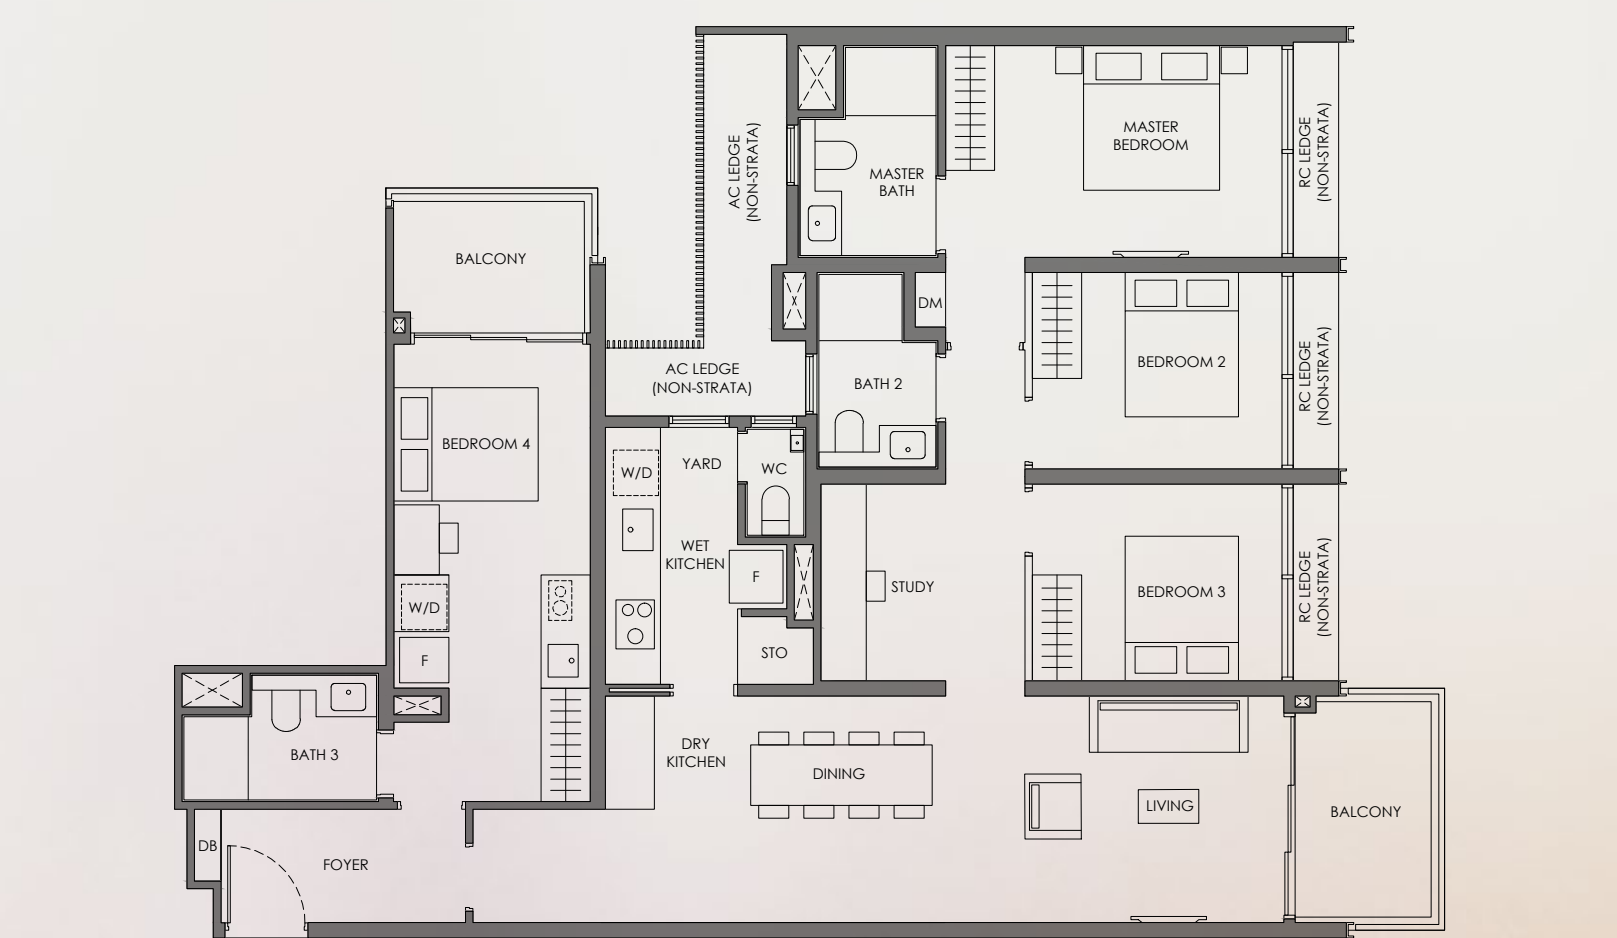 AC LEDGE
(NON-STRATA)
MASTER
BATH
MASTER
BEDROOM
RC LEDGE
(NON-STRATA)
BALCONY
DM
AC LEDGE
(NON-STRATA)
BATH 2
BEDROOM 2
RC LEDGE
(NON-STRATA)
BEDROOM 4
W/D
YARD
WC
WET
KITCHEN
F
STUDY
BEDROOM 3
RC LEDGE
(NON-STRATA)
W/D
F
STO
BATH 3
DRY
KITCHEN
DINING
LIVING
BALCONY
DB
FOYER